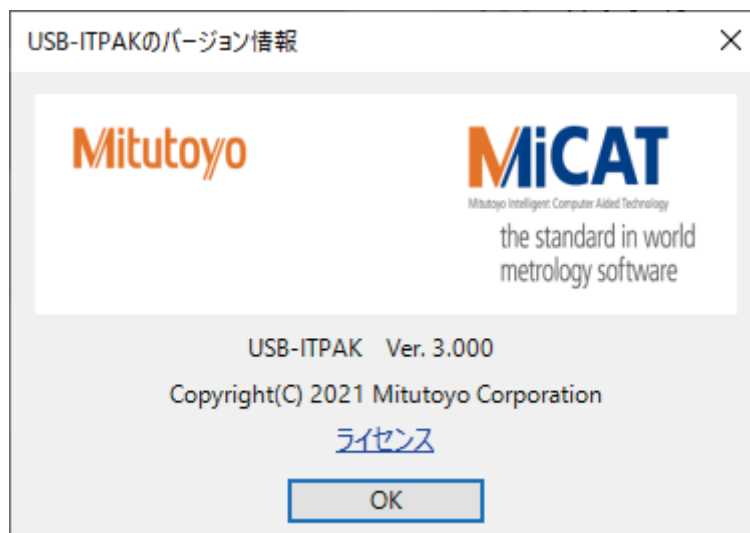 USB-ITPAKのバージョン情報
Mitutoyo
MiCAT
Mitutoyo Intelligent Computer Aided Technology
the standard in world
metrology software
USB-ITPAK Ver. 3.000
Copyright(C) 2021 Mitutoyo Corporation
ライセンス
OK